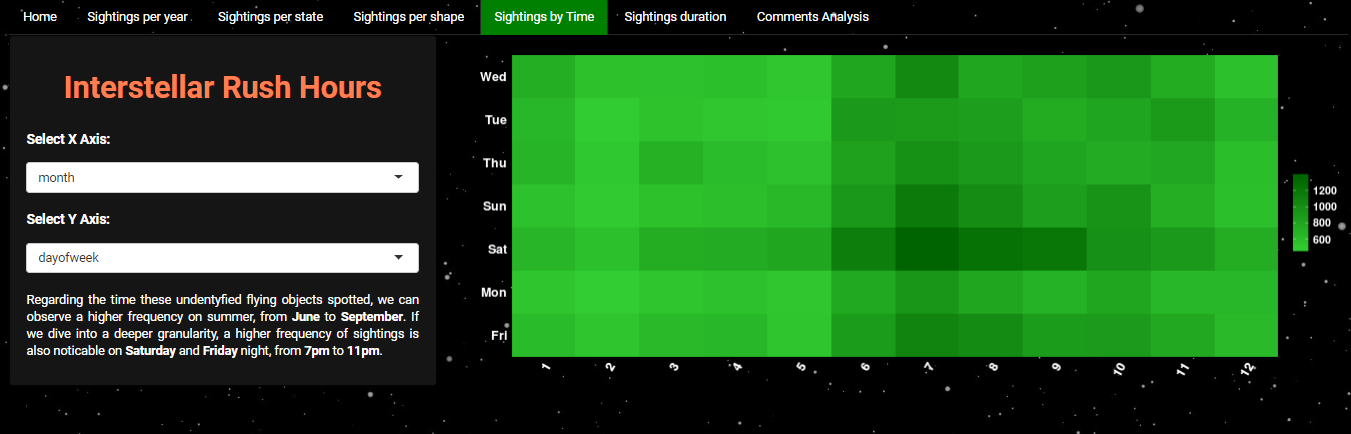 Home Sightings per year Sightings per state Sightings per shape Sightings by Time Sightings duration Comments Analysis
Interstellar Rush Hours
Select X Axis:
month
Select Y Axis:
dayofweek
Regarding the time these undentyfied flying objects spotted, we can
observe a higher frequency on summer, from June to September. If
we dive into a deeper granularity, a higher frequency of sightings is
also noticable on Saturday and Friday night, from 7pm to 11pm.
Wed
Tue
Thu
Sun
Sat
Mon
Fri
1 2 3 4 5 6 7 8 9 10 11 12
1200
1000
800
600